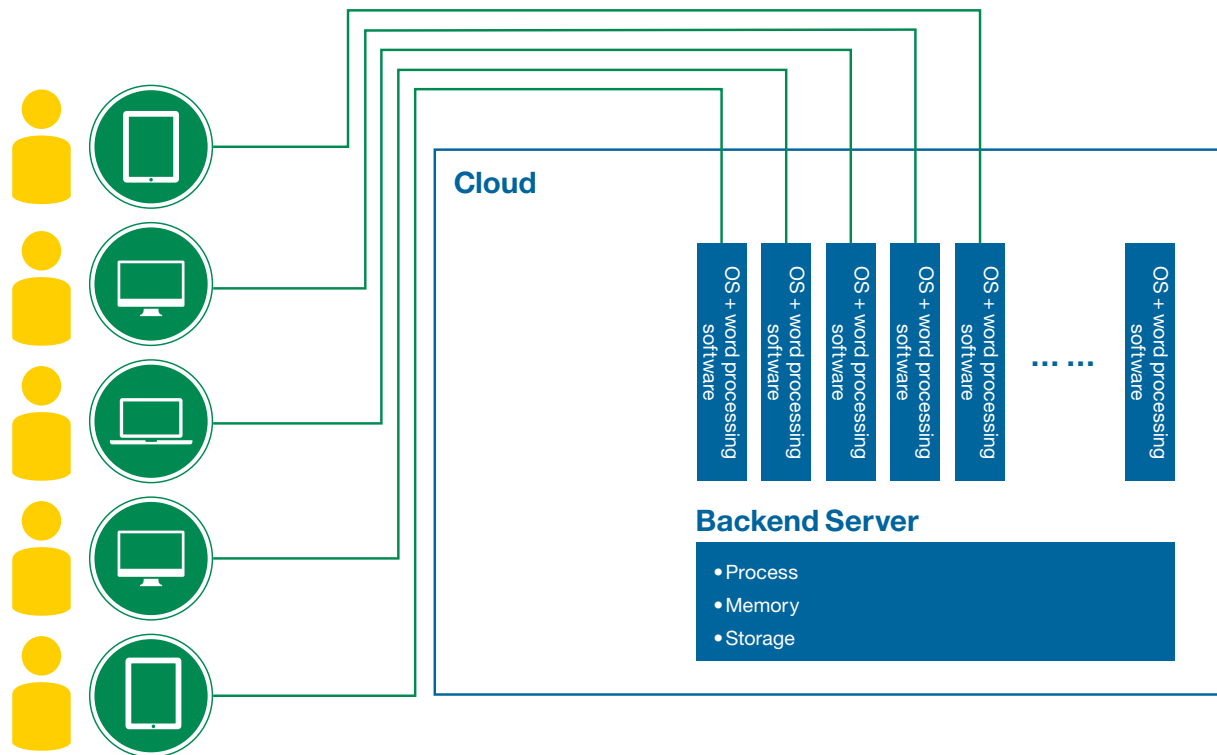 Cloud
OS + word processing
software
OS + word processing
software
OS + word processing
software
OS + word processing
software
OS + word processing
software
... ...
OS + word processing
software
Backend Server
• Process
• Memory
• Storage